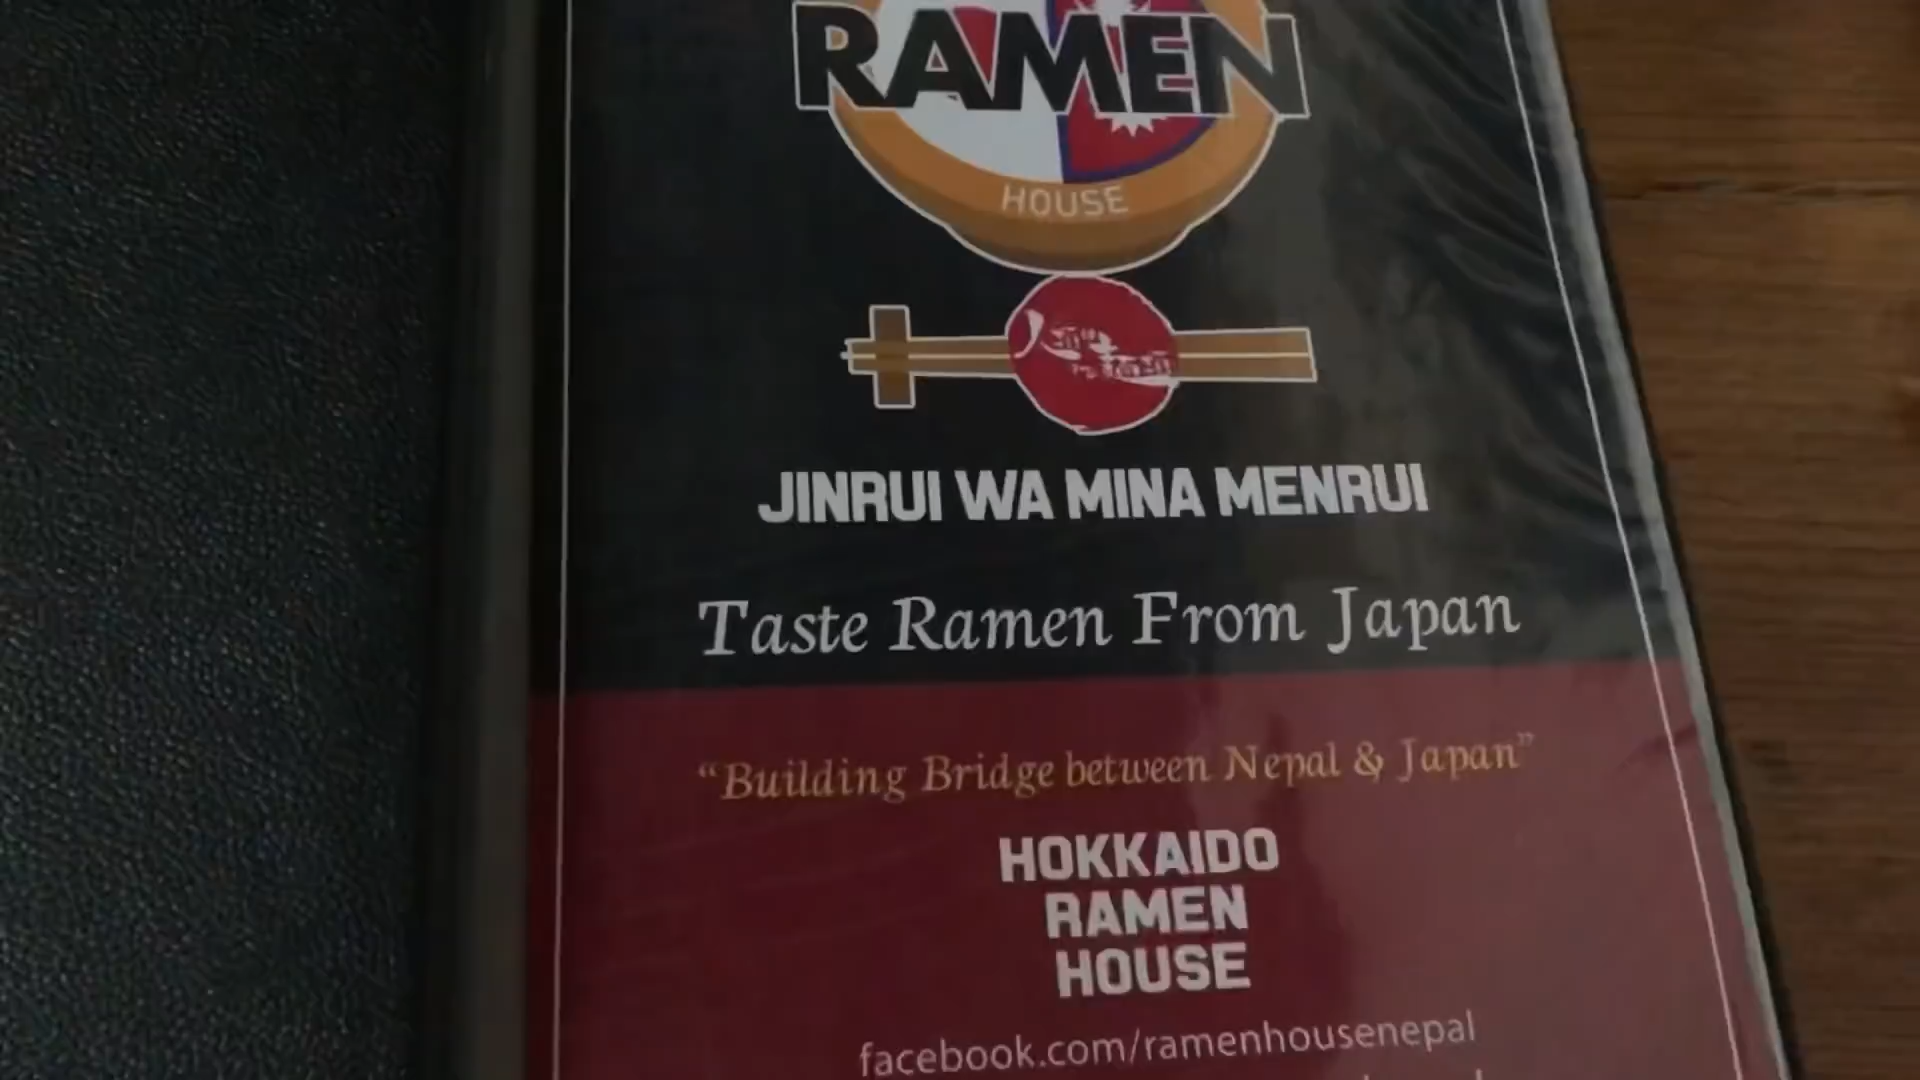 RAMEN
HOUSE
JINRUI WA MINA MENRUI
Taste Ramen From Japan
“Building Bridge between Nepal & Japan”
HOKKAIDO
RAMEN
HOUSE
facebook.com/ramenhousenepal